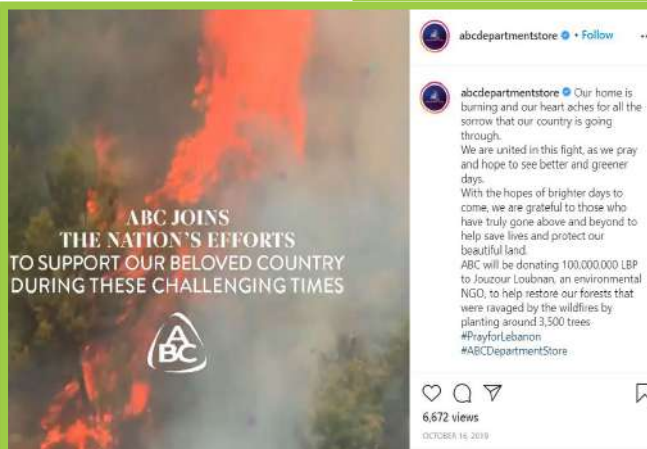 ABC JOINS
THE NATION'S EFFORTS
TO SUPPORT OUR BELOVED COUNTRY
DURING THESE CHALLENGING TIMES
ABC
abcdepartmentstore • Follow
abcdepartmentstore Our home is
burning and our heart aches for all the
sorrow that our country is going
through.
We are united in this fight, as we pray
and hope to see better and greener
days.
With the hopes of brighter days to
come, we are grateful to those who
have truly gone above and beyond to
help save lives and protect our
beautiful land.
ABC will be donating 100,000,000 LBP
to Jouzour Loubnan, an environmental
NGO, to help restore our forests that
were ravaged by the wildfires by
planting around 3,500 trees
#PrayforLebanon
#ABCDepartmentStore
6,672 views
OCTOBER 16, 2019